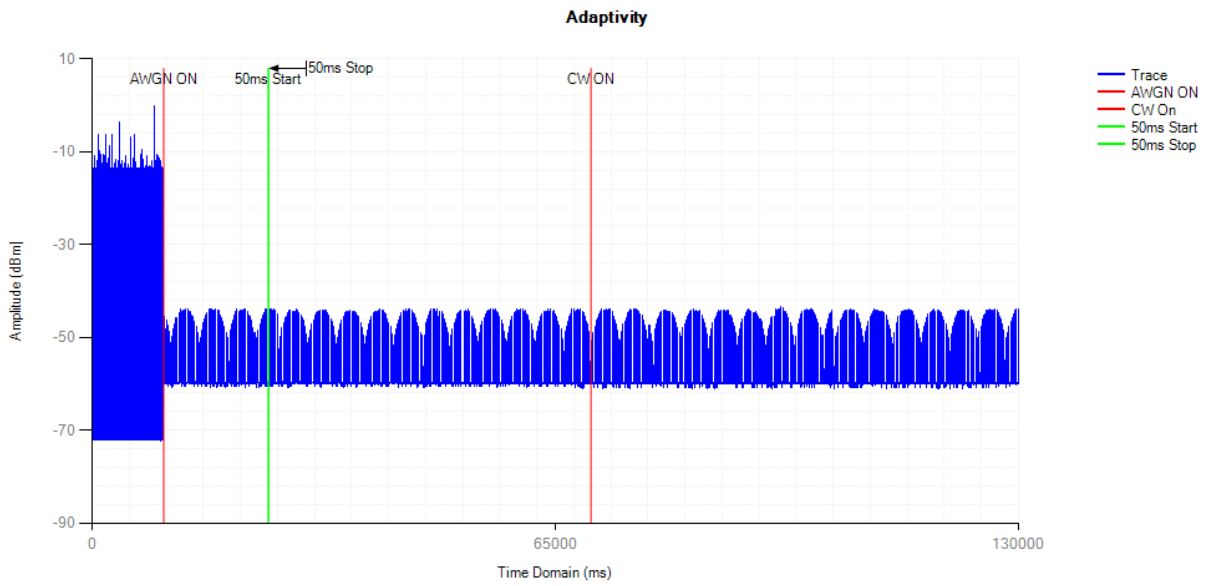 Adaptivity
10
-10
-30
-50
-70
-90
Amplitude (dBm)
AWGN ON
50ms Start
50ms Stop
CW ON
0
65000
130000
Time Domain (ms)
Trace
AWGN ON
CW On
50ms Start
50ms Stop